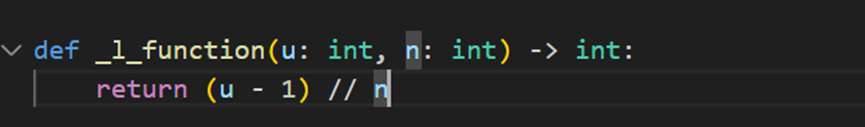 def _l_function(u: int, n: int) -> int:
    return (u - 1) // n